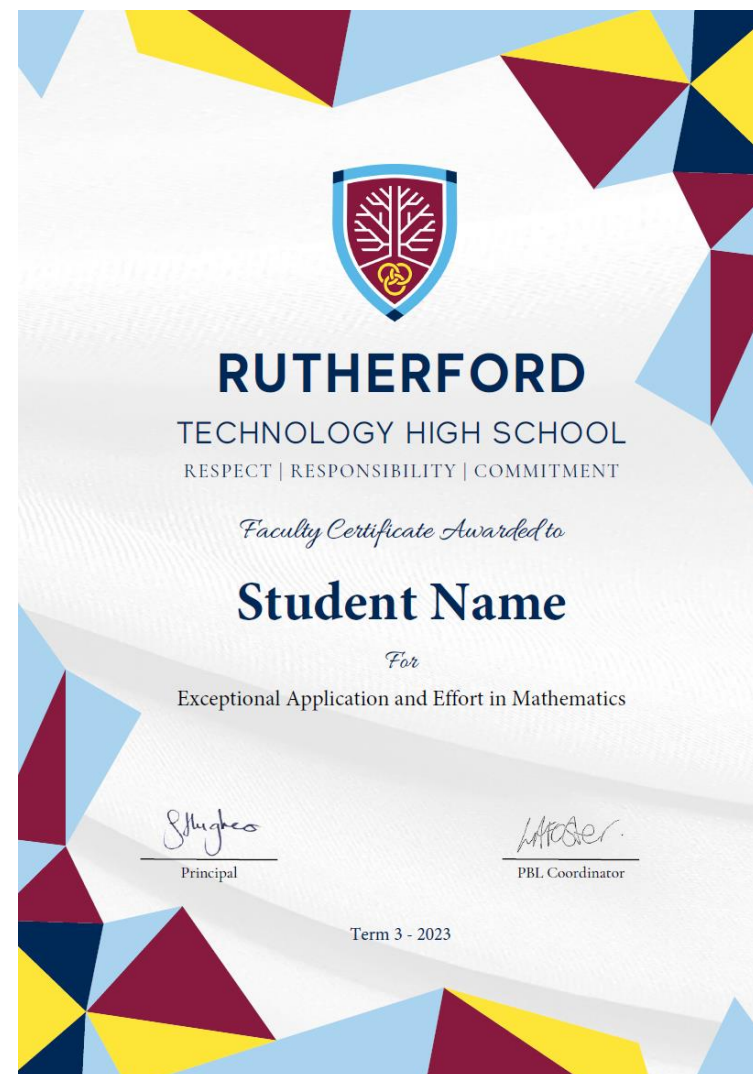 RUTHERFORD
TECHNOLOGY HIGH SCHOOL
RESPECT | RESPONSIBILITY | COMMITMENT
Faculty Certificate Awarded to
Student Name
For
Exceptional Application and Effort in Mathematics
SHughes
Principal
PBL Coordinator
Term 3 - 2023